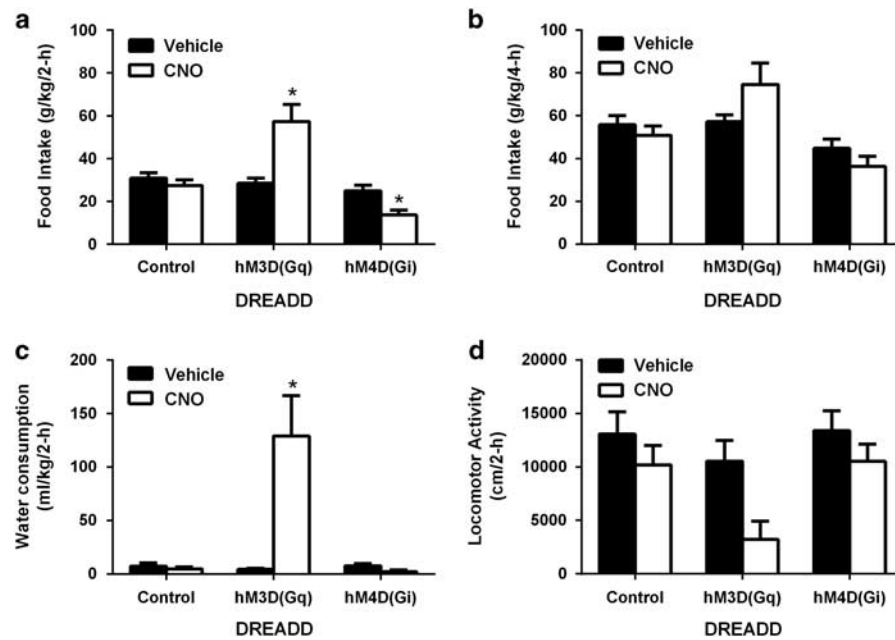 a
Food Intake (g/kg/2-h)
100
80
60
40
20
0
Vehicle
CNO
*
*
Control
hM3D(Gq)
hM4D(Gi)
DREADD
b
Food Intake (g/kg/4-h)
100
80
60
40
20
0
Vehicle
CNO
Control
hM3D(Gq)
hM4D(Gi)
DREADD
c
Water consumption
(ml/kg/2-h)
200
150
100
50
0
Vehicle
CNO
*
Control
hM3D(Gq)
hM4D(Gi)
DREADD
d
Locomotor Activity
(cm/2-h)
20000
15000
10000
5000
0
Vehicle
CNO
Control
hM3D(Gq)
hM4D(Gi)
DREADD